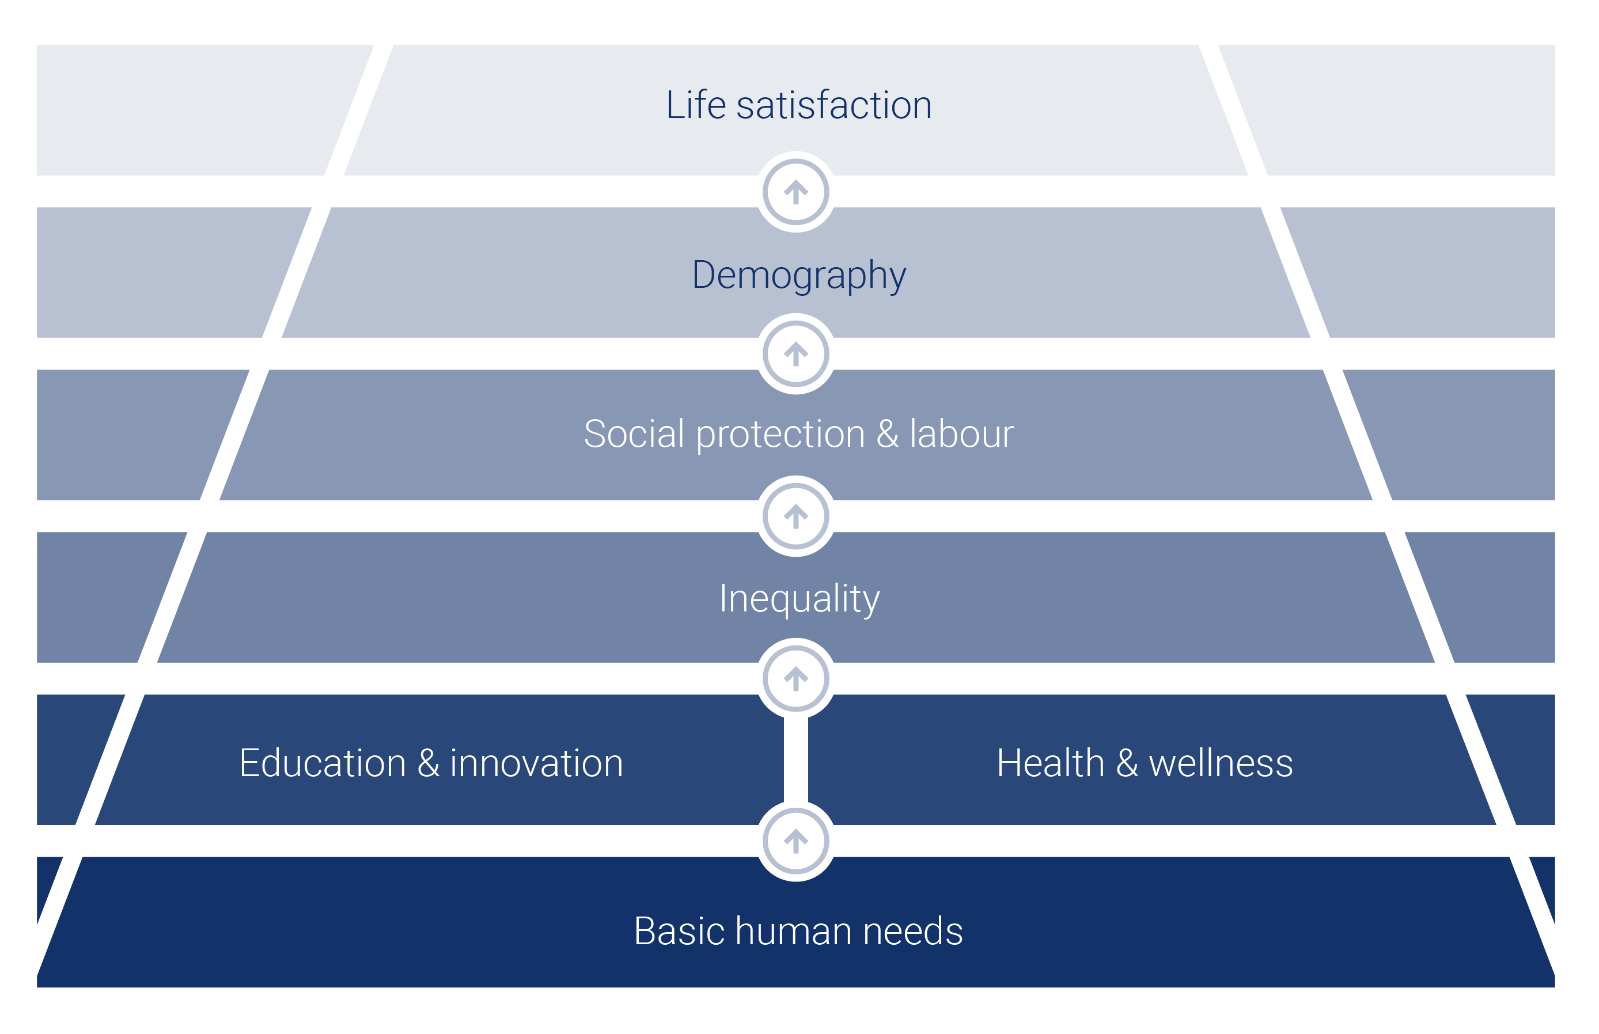 Life satisfaction
Demography
Social protection & labour
Inequality
Education & innovation
Health & wellness
Basic human needs